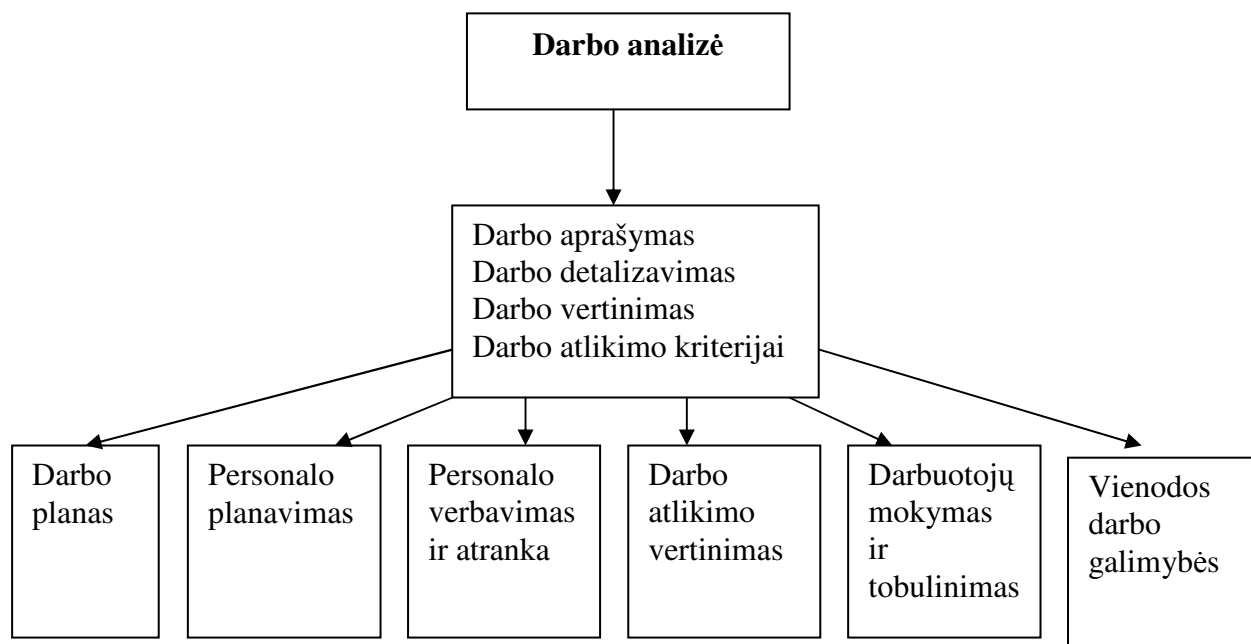 Darbo analizė
Darbo aprašymas
Darbo detalizavimas
Darbo vertinimas
Darbo atlikimo kriterijai
Darbo
planas
Personalo
planavimas
Personalo
verbavimas
ir atranka
Darbo
atlikimo
vertinimas
Darbuotojų
mokymas
ir
tobulinimas
Vienodos
darbo
galimybės